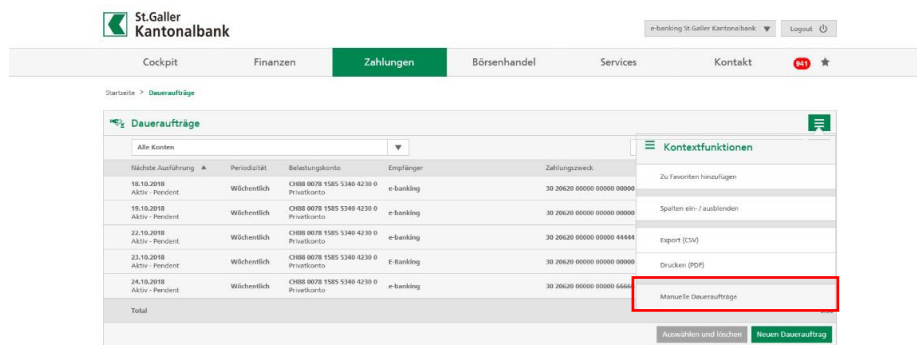 St.Galler
Kantonalbank
e-banking St.Galler Kantonalbank
Logout
Cockpit Finanzen Zahlungen Börsenhandel Services Kontakt 941
Startseite > Daueraufträge
Daueraufträge
Alle Konten
Kontextfunktionen
Nächste Ausführung Periodizität Belastungskonto Empfänger Zahlungszweck
Zu Favoriten hinzufügen
18.10.2018 Wöchentlich CH88 0078 1585 5340 4230 0 e-banking 30 20620 00000 00000 00000
Aktiv - Pendent Privatkonto
19.10.2018 Wöchentlich CH88 0078 1585 5340 4230 0 e-banking 30 20620 00000 00000 00000
Aktiv - Pendent Privatkonto
Spalten ein- / ausblenden
22.10.2018 Wöchentlich CH88 0078 1585 5340 4230 0 e-banking 30 20620 00000 00000 44444
Aktiv - Pendent Privatkonto
Export (CSV)
23.10.2018 Wöchentlich CH88 0078 1585 5340 4230 0 E-Banking 30 20620 00000 00000 00000
Aktiv - Pendent Privatkonto
Drucken (PDF)
24.10.2018 Wöchentlich CH88 0078 1585 5340 4230 0 e-banking 30 20620 00000 00000
Aktiv - Pendent Privatkonto
Manuelle Daueraufträge
Total
Auswählen und löschen Neuen Dauerauftrag